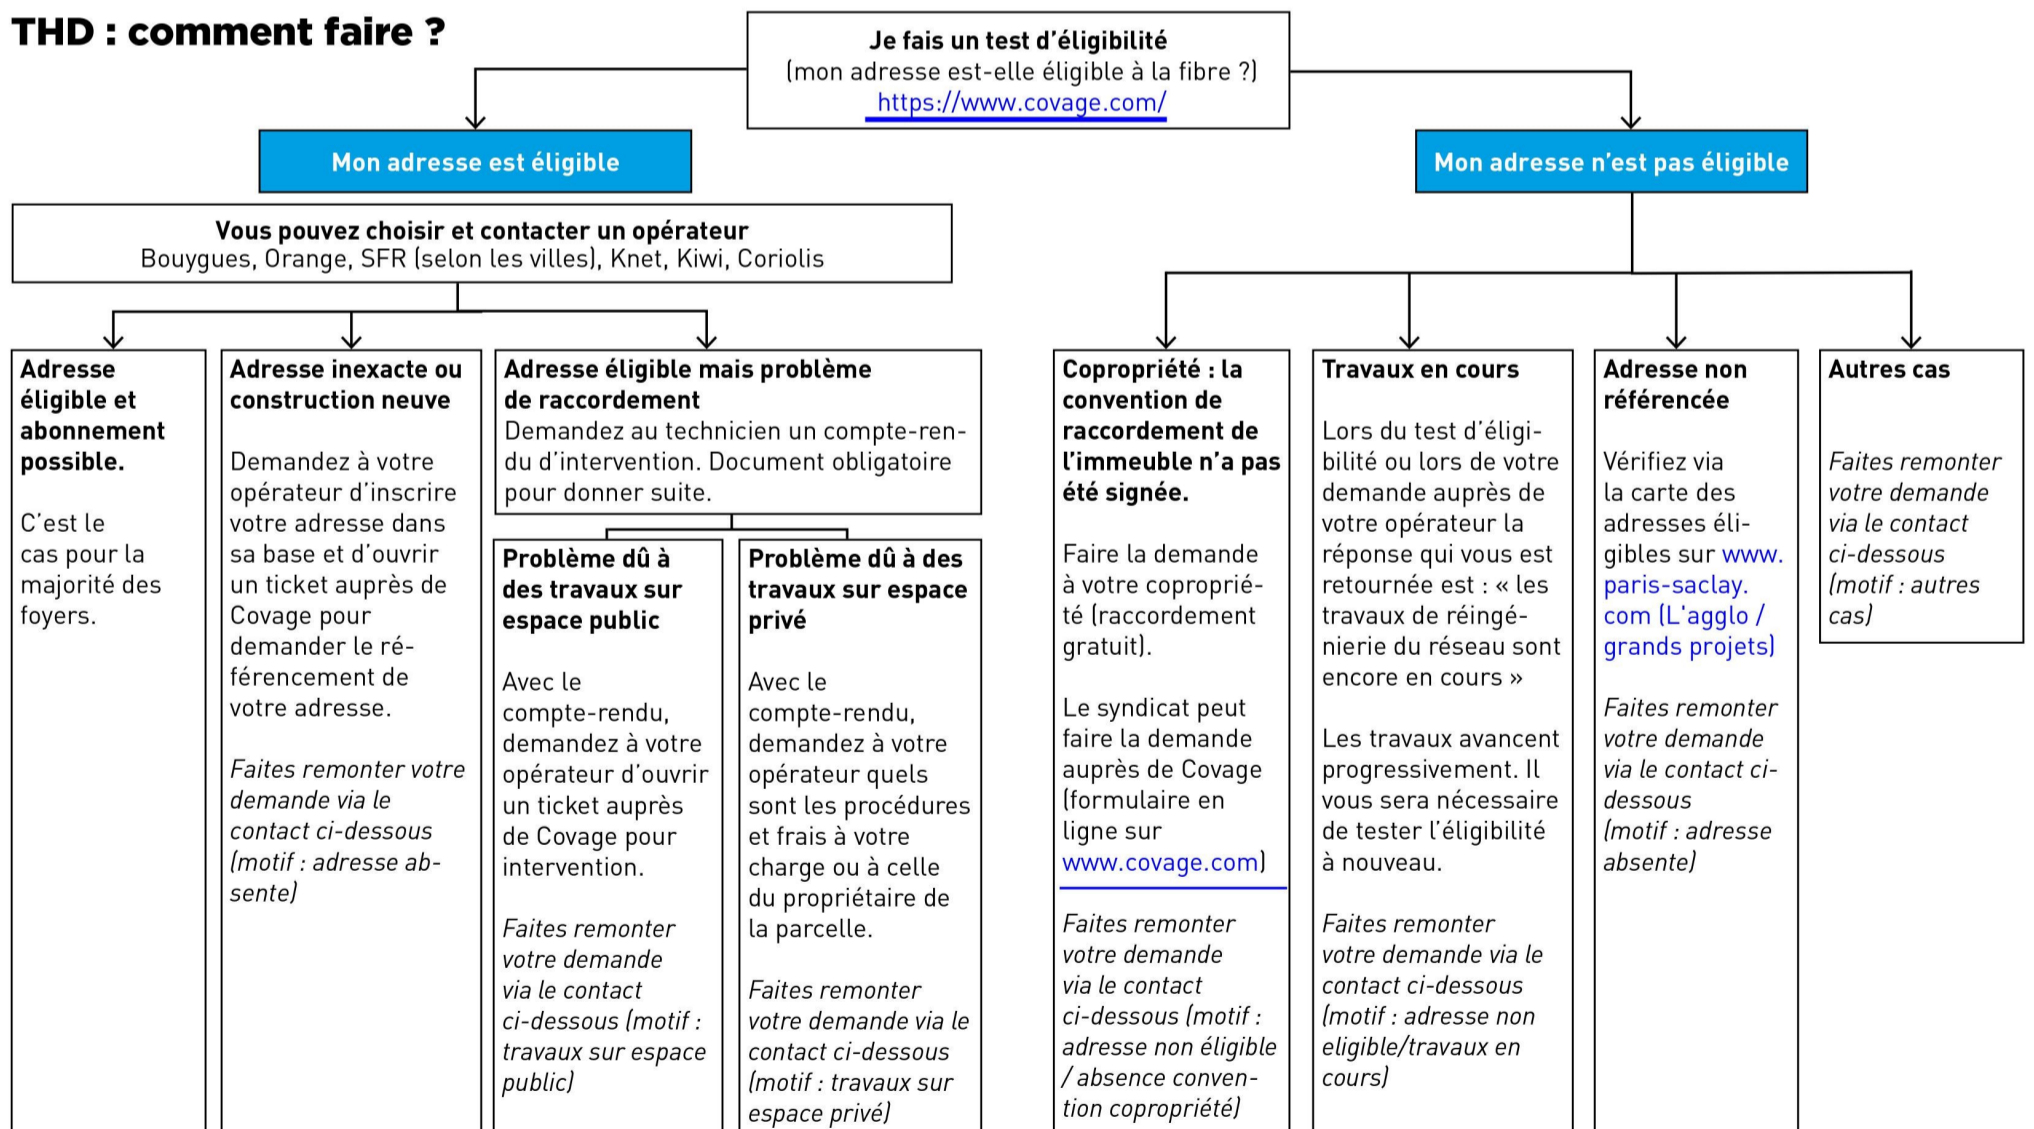 THD : comment faire ?
Je fais un test d'éligibilité
(mon adresse est-elle éligible à la fibre ?)
https://www.covage.com/
Mon adresse est éligible
Mon adresse n'est pas éligible
Vous pouvez choisir et contacter un opérateur
Bouygues, Orange, SFR (selon les villes), Knet, Kiwi, Coriolis
Adresse
éligible et
abonnement
possible.
C'est le
cas pour la
majorité des
foyers.
Adresse inexacte ou
construction neuve
Demandez à votre
opérateur d'inscrire
votre adresse dans
sa base et d'ouvrir
un ticket auprès de
Covage pour
demander le ré-
férencement de
votre adresse.
Faites remonter votre
demande via le
contact ci-dessous
(motif : adresse ab-
sente)
Adresse éligible mais problème
de raccordement
Demandez au technicien un compte-ren-
du d'intervention. Document obligatoire
pour donner suite.
Problème dû à
des travaux sur
espace public
Avec le
compte-rendu,
demandez à votre
opérateur d'ouvrir
un ticket auprès
de Covage pour
intervention.
Faites remonter
votre demande
via le contact
ci-dessous (motif :
travaux sur espace
public)
Problème dû à des
travaux sur espace
privé
Avec le
compte-rendu,
demandez à votre
opérateur quels
sont les procédures
et frais à votre
charge ou à celle
du propriétaire de
la parcelle.
Faites remonter
votre demande via le
contact ci-dessous
(motif : travaux sur
espace privé)
Copropriété : la
convention de
raccordement de
l'immeuble n'a pas
été signée.
Faire la demande
à votre coproprié-
té (raccordement
gratuit).
Le syndicat peut
faire la demande
auprès de Covage
(formulaire en
ligne sur
www.covage.com)
Faites remonter
votre demande
via le contact
ci-dessous (motif :
adresse non éligible
/ absence conven-
tion copropriété)
Travaux en cours
Lors du test d'éligi-
bilité ou lors de votre
demande auprès de
votre opérateur la
réponse qui vous est
retournée est : « les
travaux de réingé-
nierie du réseau sont
encore en cours »
Les travaux avancent
progressivement. Il
vous sera nécessaire
de tester l'éligibilité
à nouveau.
Faites remonter
votre demande via le
contact ci-dessous
(motif : adresse non
eligible/travaux en
cours)
Adresse non
référencée
Vérifiez via
la carte des
adresses éli-
gibles sur www.
paris-saclay.
com (L'agglo /
grands projets)
Faites remonter
votre demande
via le contact ci-
dessous
(motif : adresse
absente)
Autres cas
Faites remonter
votre demande
via le contact
ci-dessous
(motif : autres
cas)